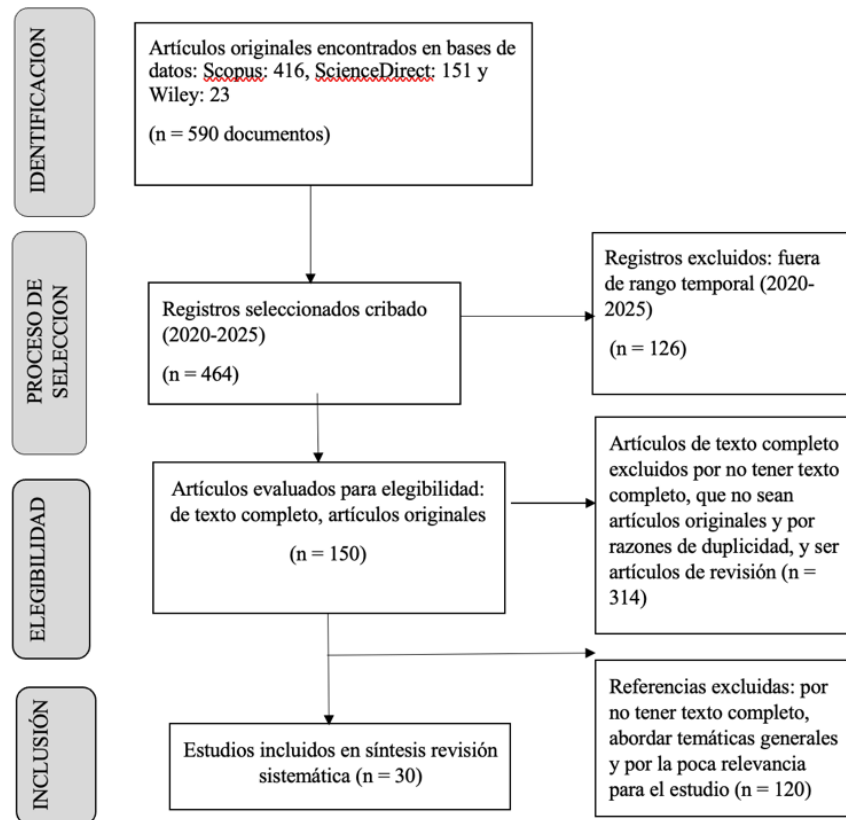 IDENTIFICACION
Artículos originales encontrados en bases de
datos: Scopus: 416, ScienceDirect: 151 y
Wiley: 23
(n = 590 documentos)
PROCESO DE
SELECCION
Registros seleccionados cribado
(2020-2025)
(n = 464)
Registros excluidos: fuera
de rango temporal (2020-
2025)
(n = 126)
ELEGIBILIDAD
Artículos evaluados para elegibilidad:
de texto completo, artículos originales
(n = 150)
Artículos de texto completo
excluidos por no tener texto
completo, que no sean
artículos originales y por
razones de duplicidad, y ser
artículos de revisión (n =
314)
INCLUSIÓN
Estudios incluidos en síntesis revisión
sistemática (n = 30)
Referencias excluidas: por
no tener texto completo,
abordar temáticas generales
y por la poca relevancia
para el estudio (n = 120)